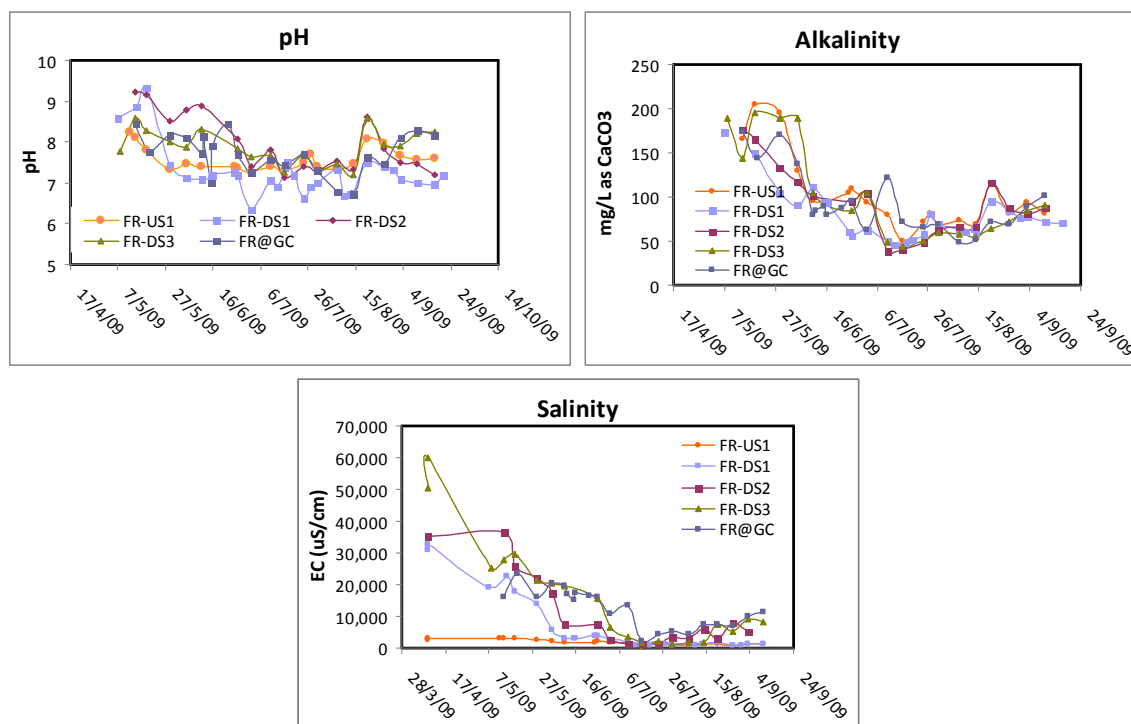 pH
10
9
8
7
6
5
pH
FR-US1 FR-DS1 FR-DS2
FR-DS3 FR@GC
17/4/09 7/5/09 27/5/09 16/6/09 6/7/09 26/7/09 15/8/09 4/9/09 24/9/09 14/10/09
Alkalinity
250
200
150
100
50
0
mg/L as CaCO3
FR-US1
FR-DS1
FR-DS2
FR-DS3
FR@GC
17/4/09 7/5/09 27/5/09 16/6/09 6/7/09 26/7/09 15/8/09 4/9/09 24/9/09
Salinity
70,000
60,000
50,000
40,000
30,000
20,000
10,000
0
EC (uS/cm)
FR-US1
FR-DS1
FR-DS2
FR-DS3
FR@GC
28/3/09 17/4/09 7/5/09 27/5/09 16/6/09 6/7/09 26/7/09 15/8/09 4/9/09 24/9/09